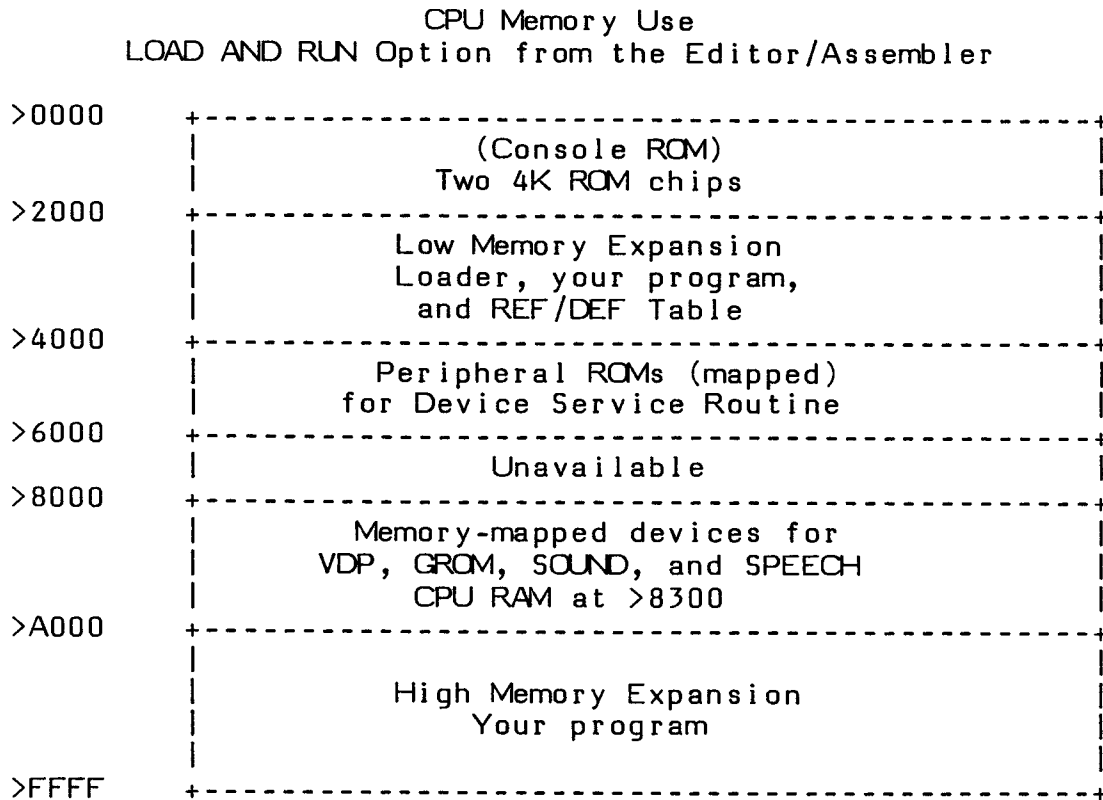 CPU Memory Use
LOAD AND RUN Option from the Editor/Assembler
>0000
(Console ROM)
Two 4K ROM chips
>2000
Low Memory Expansion
Loader, your program,
and REF/DEF Table
>4000
Peripheral ROMs (mapped)
for Device Service Routine
>6000
Unavailable
>8000
Memory-mapped devices for
VDP, GROM, SOUND, and SPEECH
CPU RAM at >8300
>A000
High Memory Expansion
Your program
>FFFF